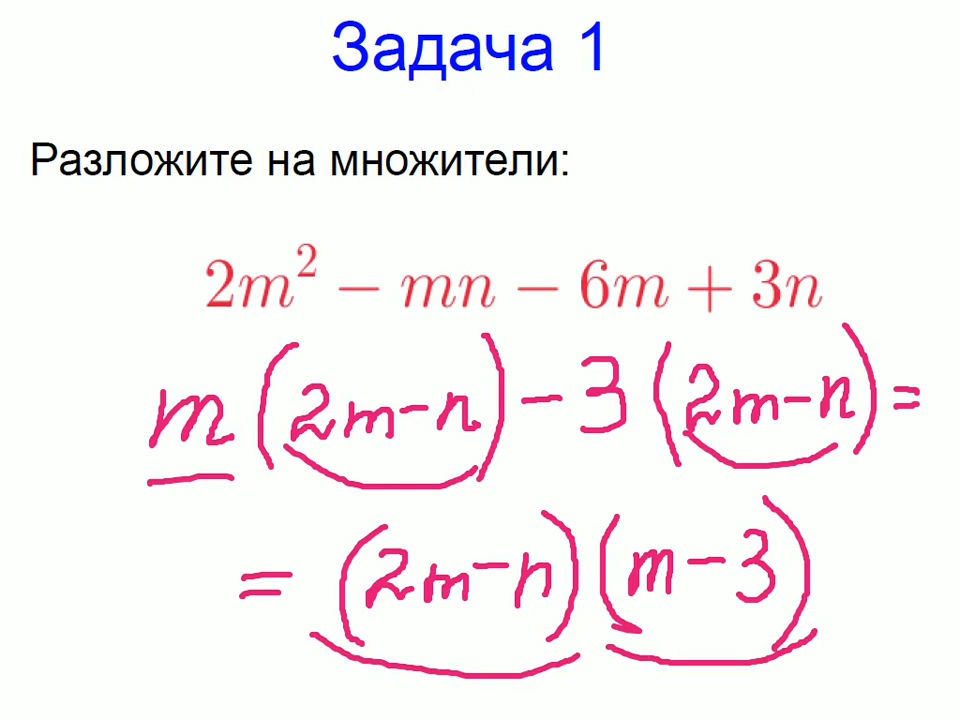 Задача 1
Разложите на множители:
2m² − mn − 6m + 3n
m(2m−n)−3(2m−n)=
=(2m−n)(m−3)